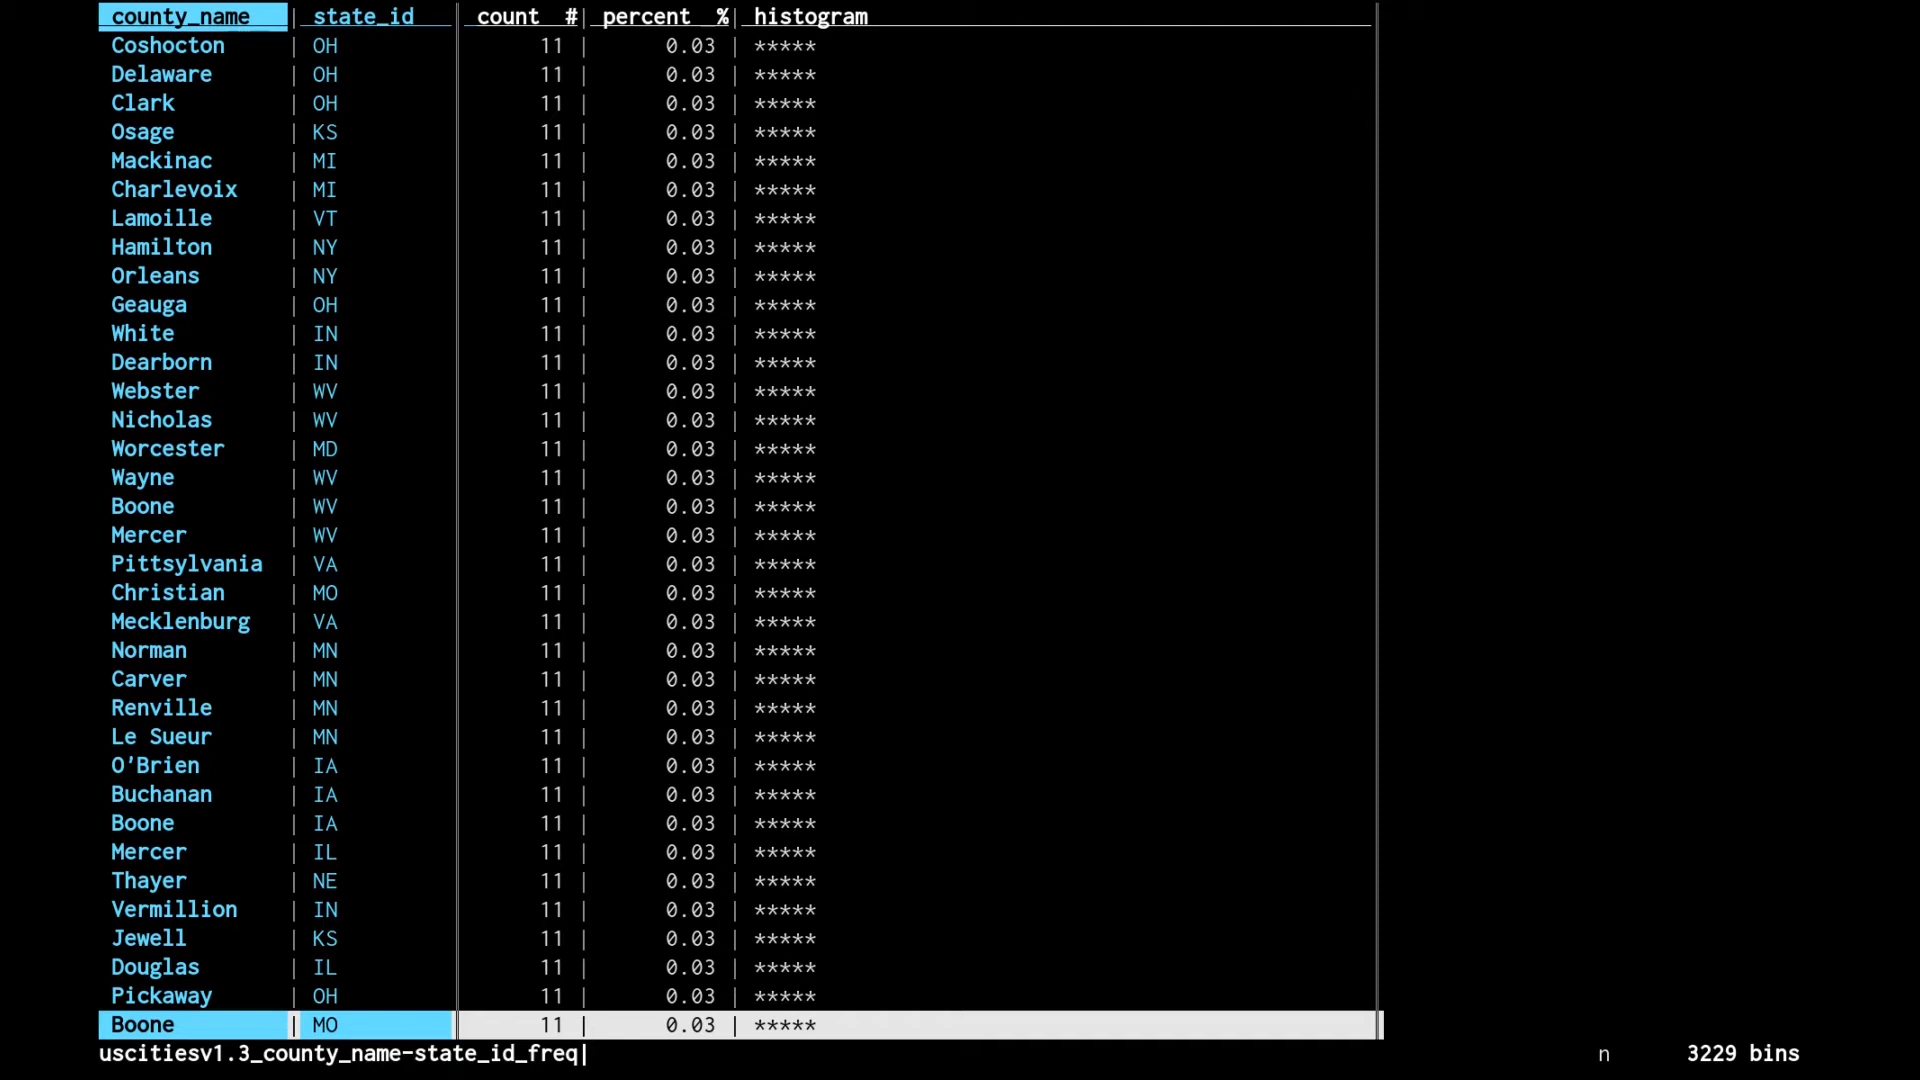 county_name | state_id count #| percent %| histogram
Coshocton | OH 11 | 0.03 | *****
Delaware | OH 11 | 0.03 | *****
Clark | OH 11 | 0.03 | *****
Osage | KS 11 | 0.03 | *****
Mackinac | MI 11 | 0.03 | *****
Charlevoix | MI 11 | 0.03 | *****
Lamoille | VT 11 | 0.03 | *****
Hamilton | NY 11 | 0.03 | *****
Orleans | NY 11 | 0.03 | *****
Geauga | OH 11 | 0.03 | *****
White | IN 11 | 0.03 | *****
Dearborn | IN 11 | 0.03 | *****
Webster | WV 11 | 0.03 | *****
Nicholas | WV 11 | 0.03 | *****
Worcester | MD 11 | 0.03 | *****
Wayne | WV 11 | 0.03 | *****
Boone | WV 11 | 0.03 | *****
Mercer | WV 11 | 0.03 | *****
Pittsylvania | VA 11 | 0.03 | *****
Christian | MO 11 | 0.03 | *****
Mecklenburg | VA 11 | 0.03 | *****
Norman | MN 11 | 0.03 | *****
Carver | MN 11 | 0.03 | *****
Renville | MN 11 | 0.03 | *****
Le Sueur | MN 11 | 0.03 | *****
O'Brien | IA 11 | 0.03 | *****
Buchanan | IA 11 | 0.03 | *****
Boone | IA 11 | 0.03 | *****
Mercer | IL 11 | 0.03 | *****
Thayer | NE 11 | 0.03 | *****
Vermillion | IN 11 | 0.03 | *****
Jewell | KS 11 | 0.03 | *****
Douglas | IL 11 | 0.03 | *****
Pickaway | OH 11 | 0.03 | *****
Boone | MO 11 | 0.03 | *****
uscitiesv1.3_county_name-state_id_freq| n 3229 bins